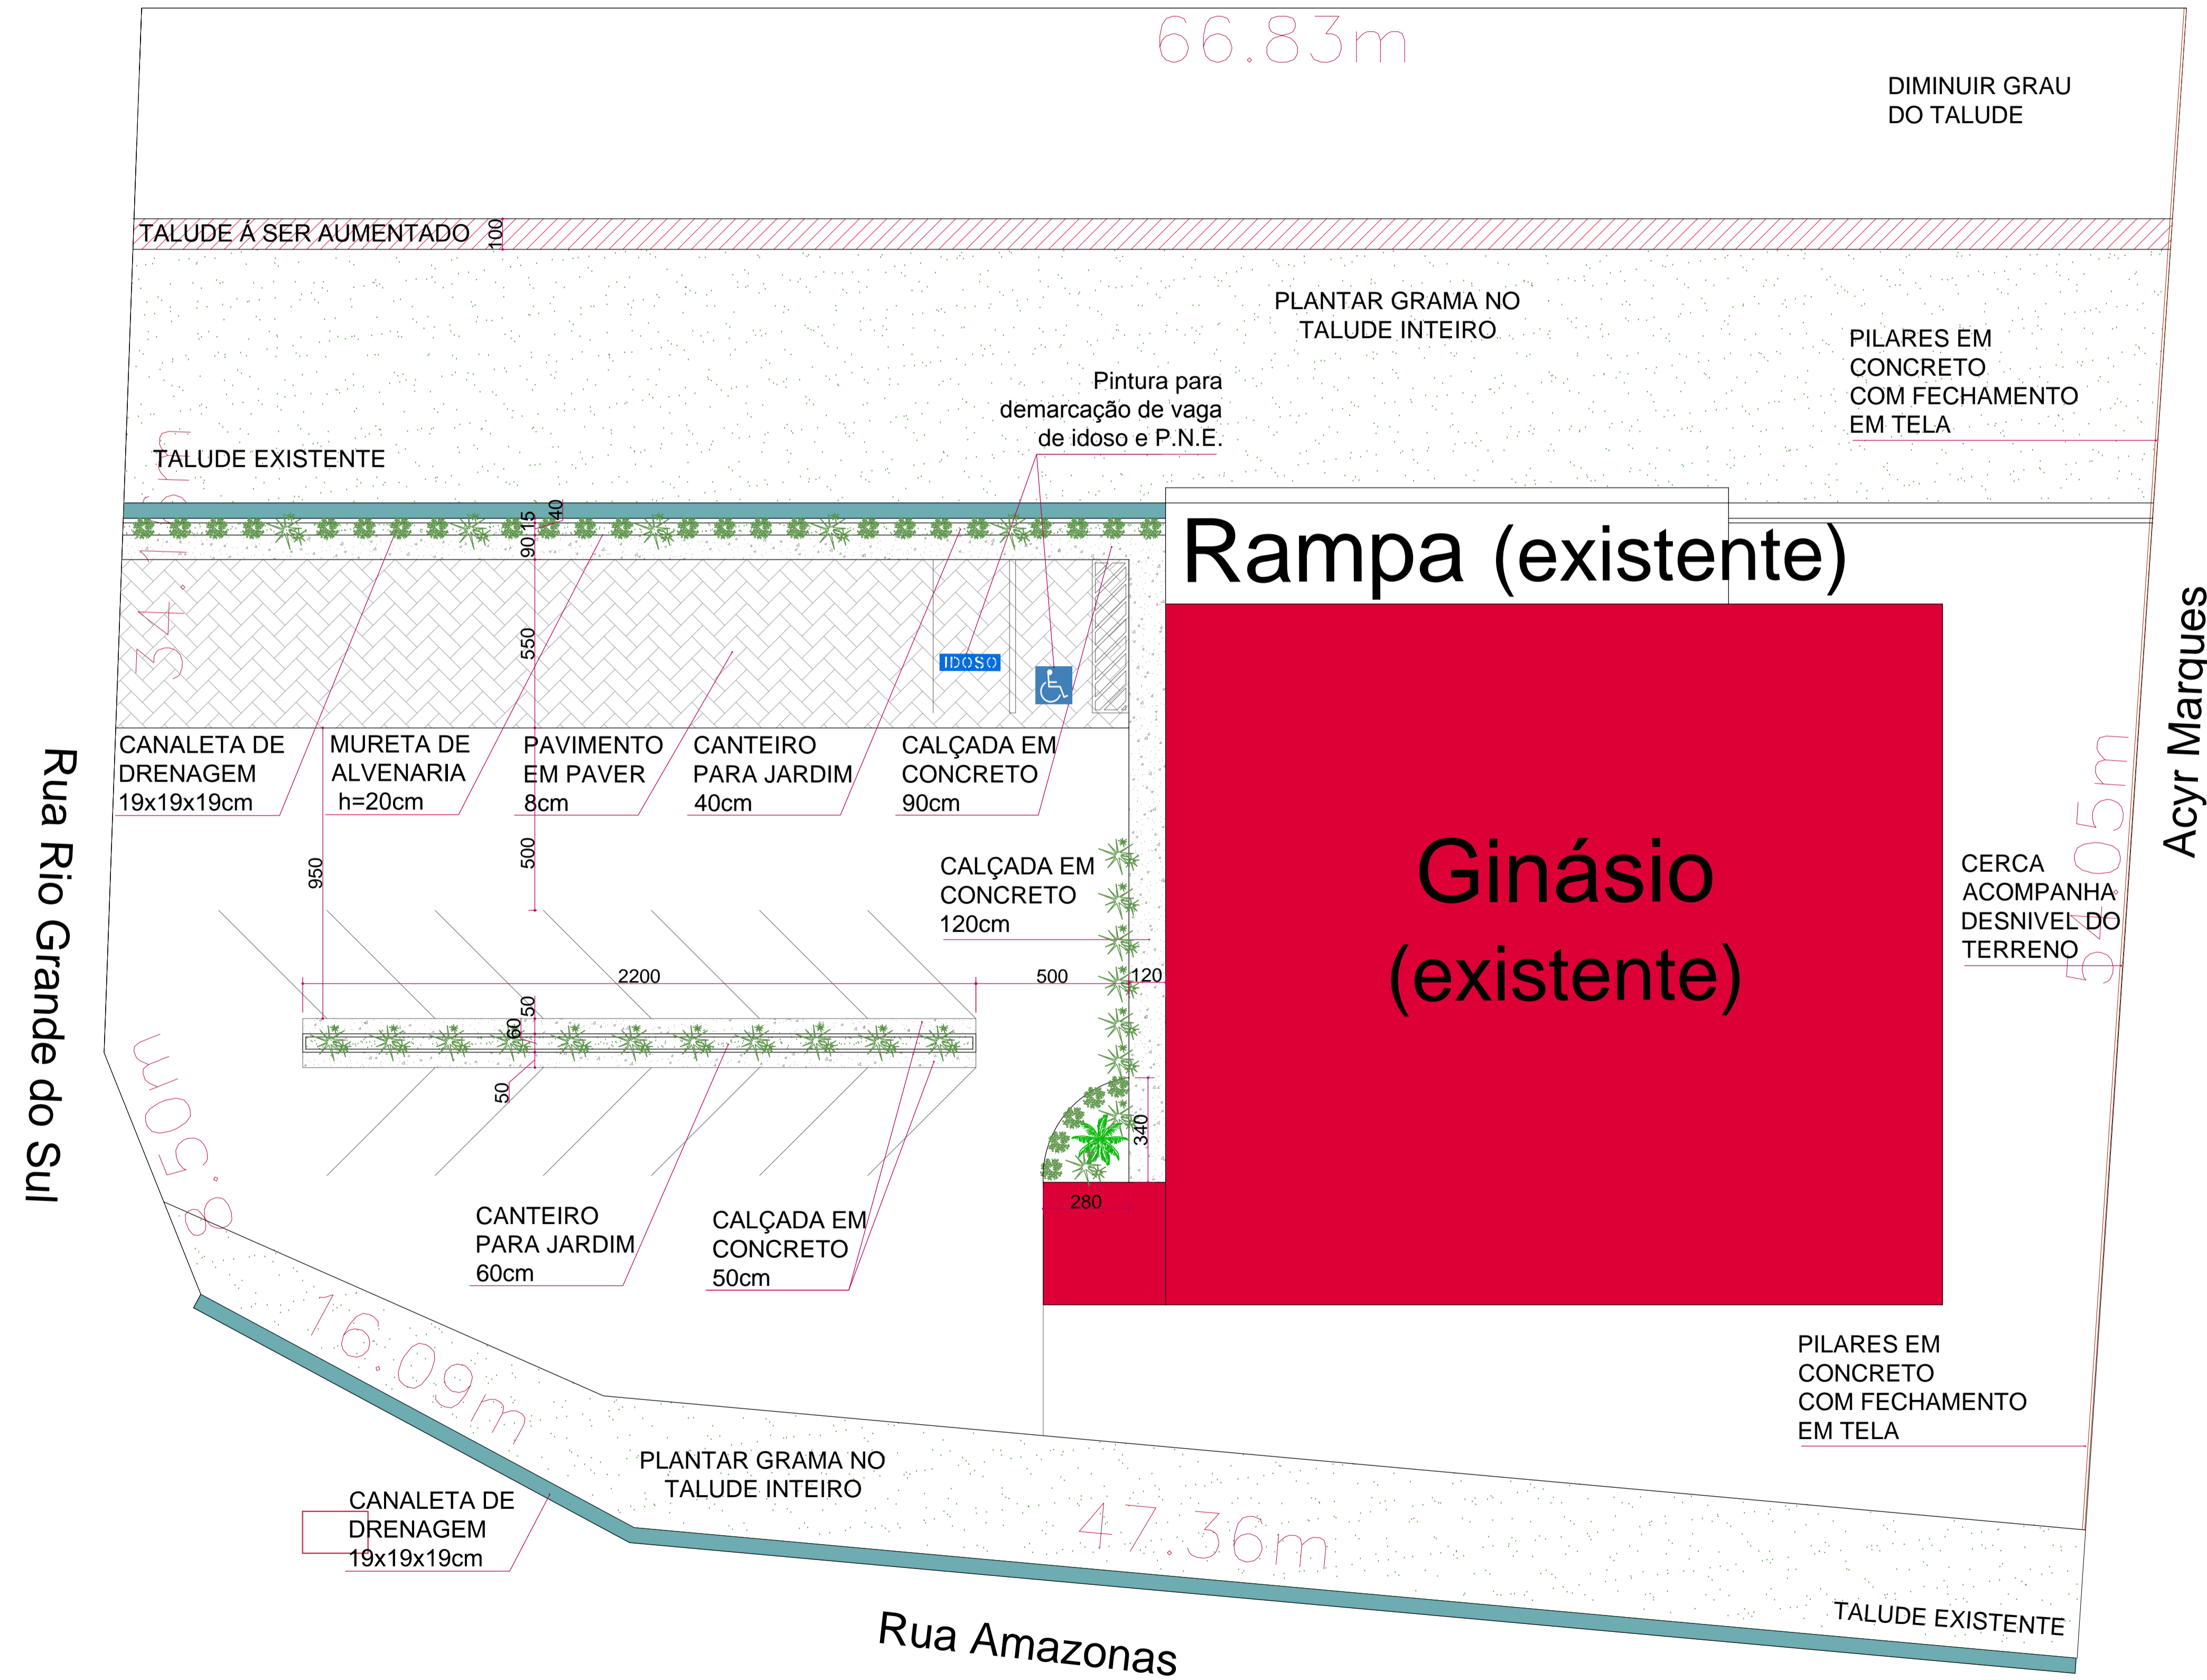 66.83m
DIMINUIR GRAU
DO TALUDE
TALUDE Á SER AUMENTADO
100
PLANTAR GRAMA NO
TALUDE INTEIRO
PILARES EM
CONCRETO
COM FECHAMENTO
EM TELA
Pintura para
demarcação de vaga
de idoso e P.N.E.
TALUDE EXISTENTE
40
15
90
Rampa (existente)
550
IDOSO
Acyr Marques
Rua Rio Grande do Sul
CANALETA DE
DRENAGEM
19x19x19cm
MURETA DE
ALVENARIA
h=20cm
PAVIMENTO
EM PAVER
8cm
CANTEIRO
PARA JARDIM
40cm
CALÇADA EM
CONCRETO
90cm
950
500
CALÇADA EM
CONCRETO
120cm
Ginásio
(existente)
54.05m
CERCA
ACOMPANHA
DESNIVEL DO
TERRENO
2200
500
120
50
60
50
8.50m
340
280
CANTEIRO
PARA JARDIM
60cm
CALÇADA EM
CONCRETO
50cm
16.09m
PILARES EM
CONCRETO
COM FECHAMENTO
EM TELA
PLANTAR GRAMA NO
TALUDE INTEIRO
CANALETA DE
DRENAGEM
19x19x19cm
47.36m
TALUDE EXISTENTE
Rua Amazonas